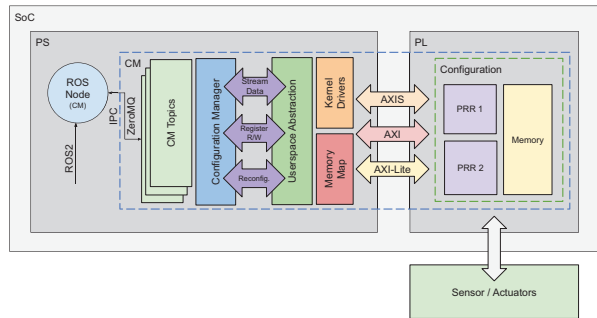 SoC
PS
PL
CM
ROS
Node
(CM)
ROS2
IPC
ZeroMQ
CM Topics
Configuration Manager
Stream
Data
Register
R/W
Reconfig.
Userspace Abstraction
Kernel
Drivers
Memory
Map
AXIS
AXI
AXI-Lite
Configuration
PRR 1
PRR 2
Memory
Sensor / Actuators